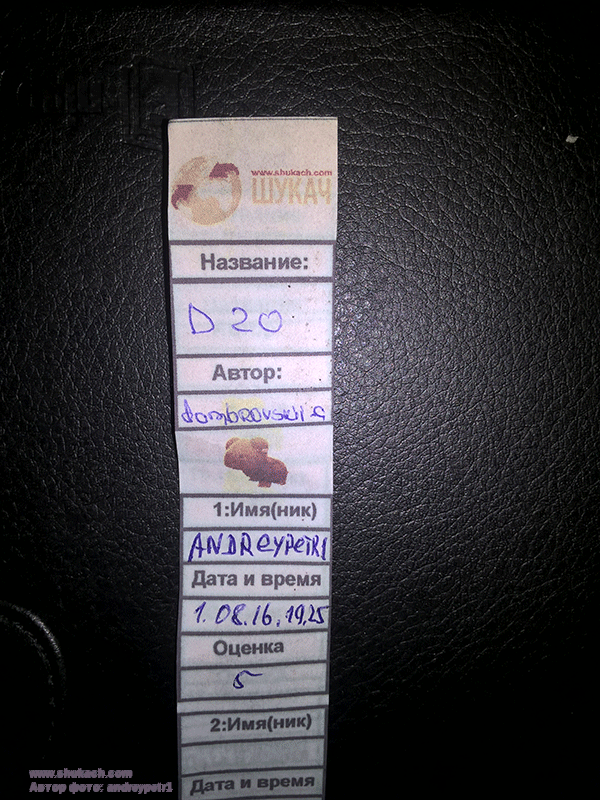 www.shukach.com
ШУКАЧ
Название:
D 20
Автор:
1:Имя(ник)
ANDReYPeTR1
Дата и время
1.08.16, 19,25
Оценка
5
2:Имя(ник)
Дата и время
www.shukach.com
Автор фото: andreypetr1